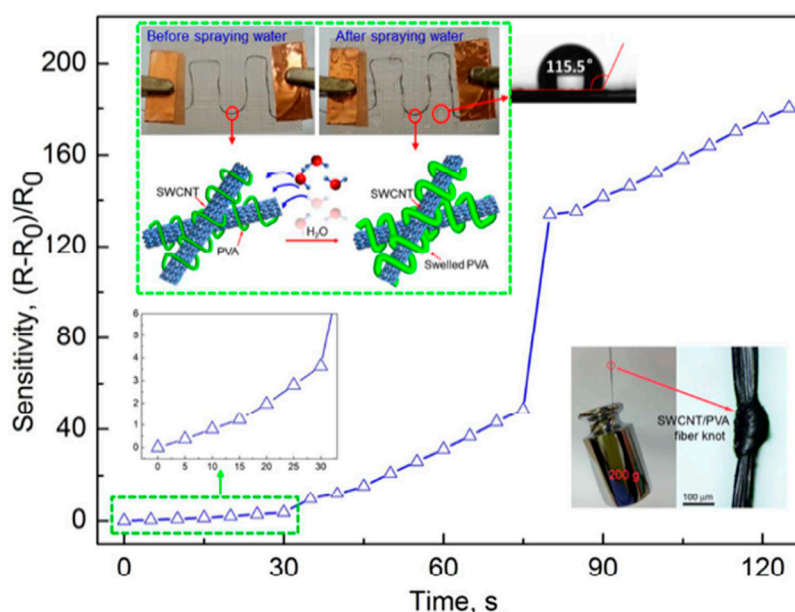 Before spraying water
After spraying water
115.5°
SWCNT
PVA
H₂O
SWCNT
Swelled PVA
Sensitivity, (R-R₀)/R₀
200
160
120
80
40
0
6
5
4
3
2
1
0
0 5 10 15 20 25 30
200 g
SWCNT/PVA
fiber knot
100 μm
0 30 60 90 120
Time, s